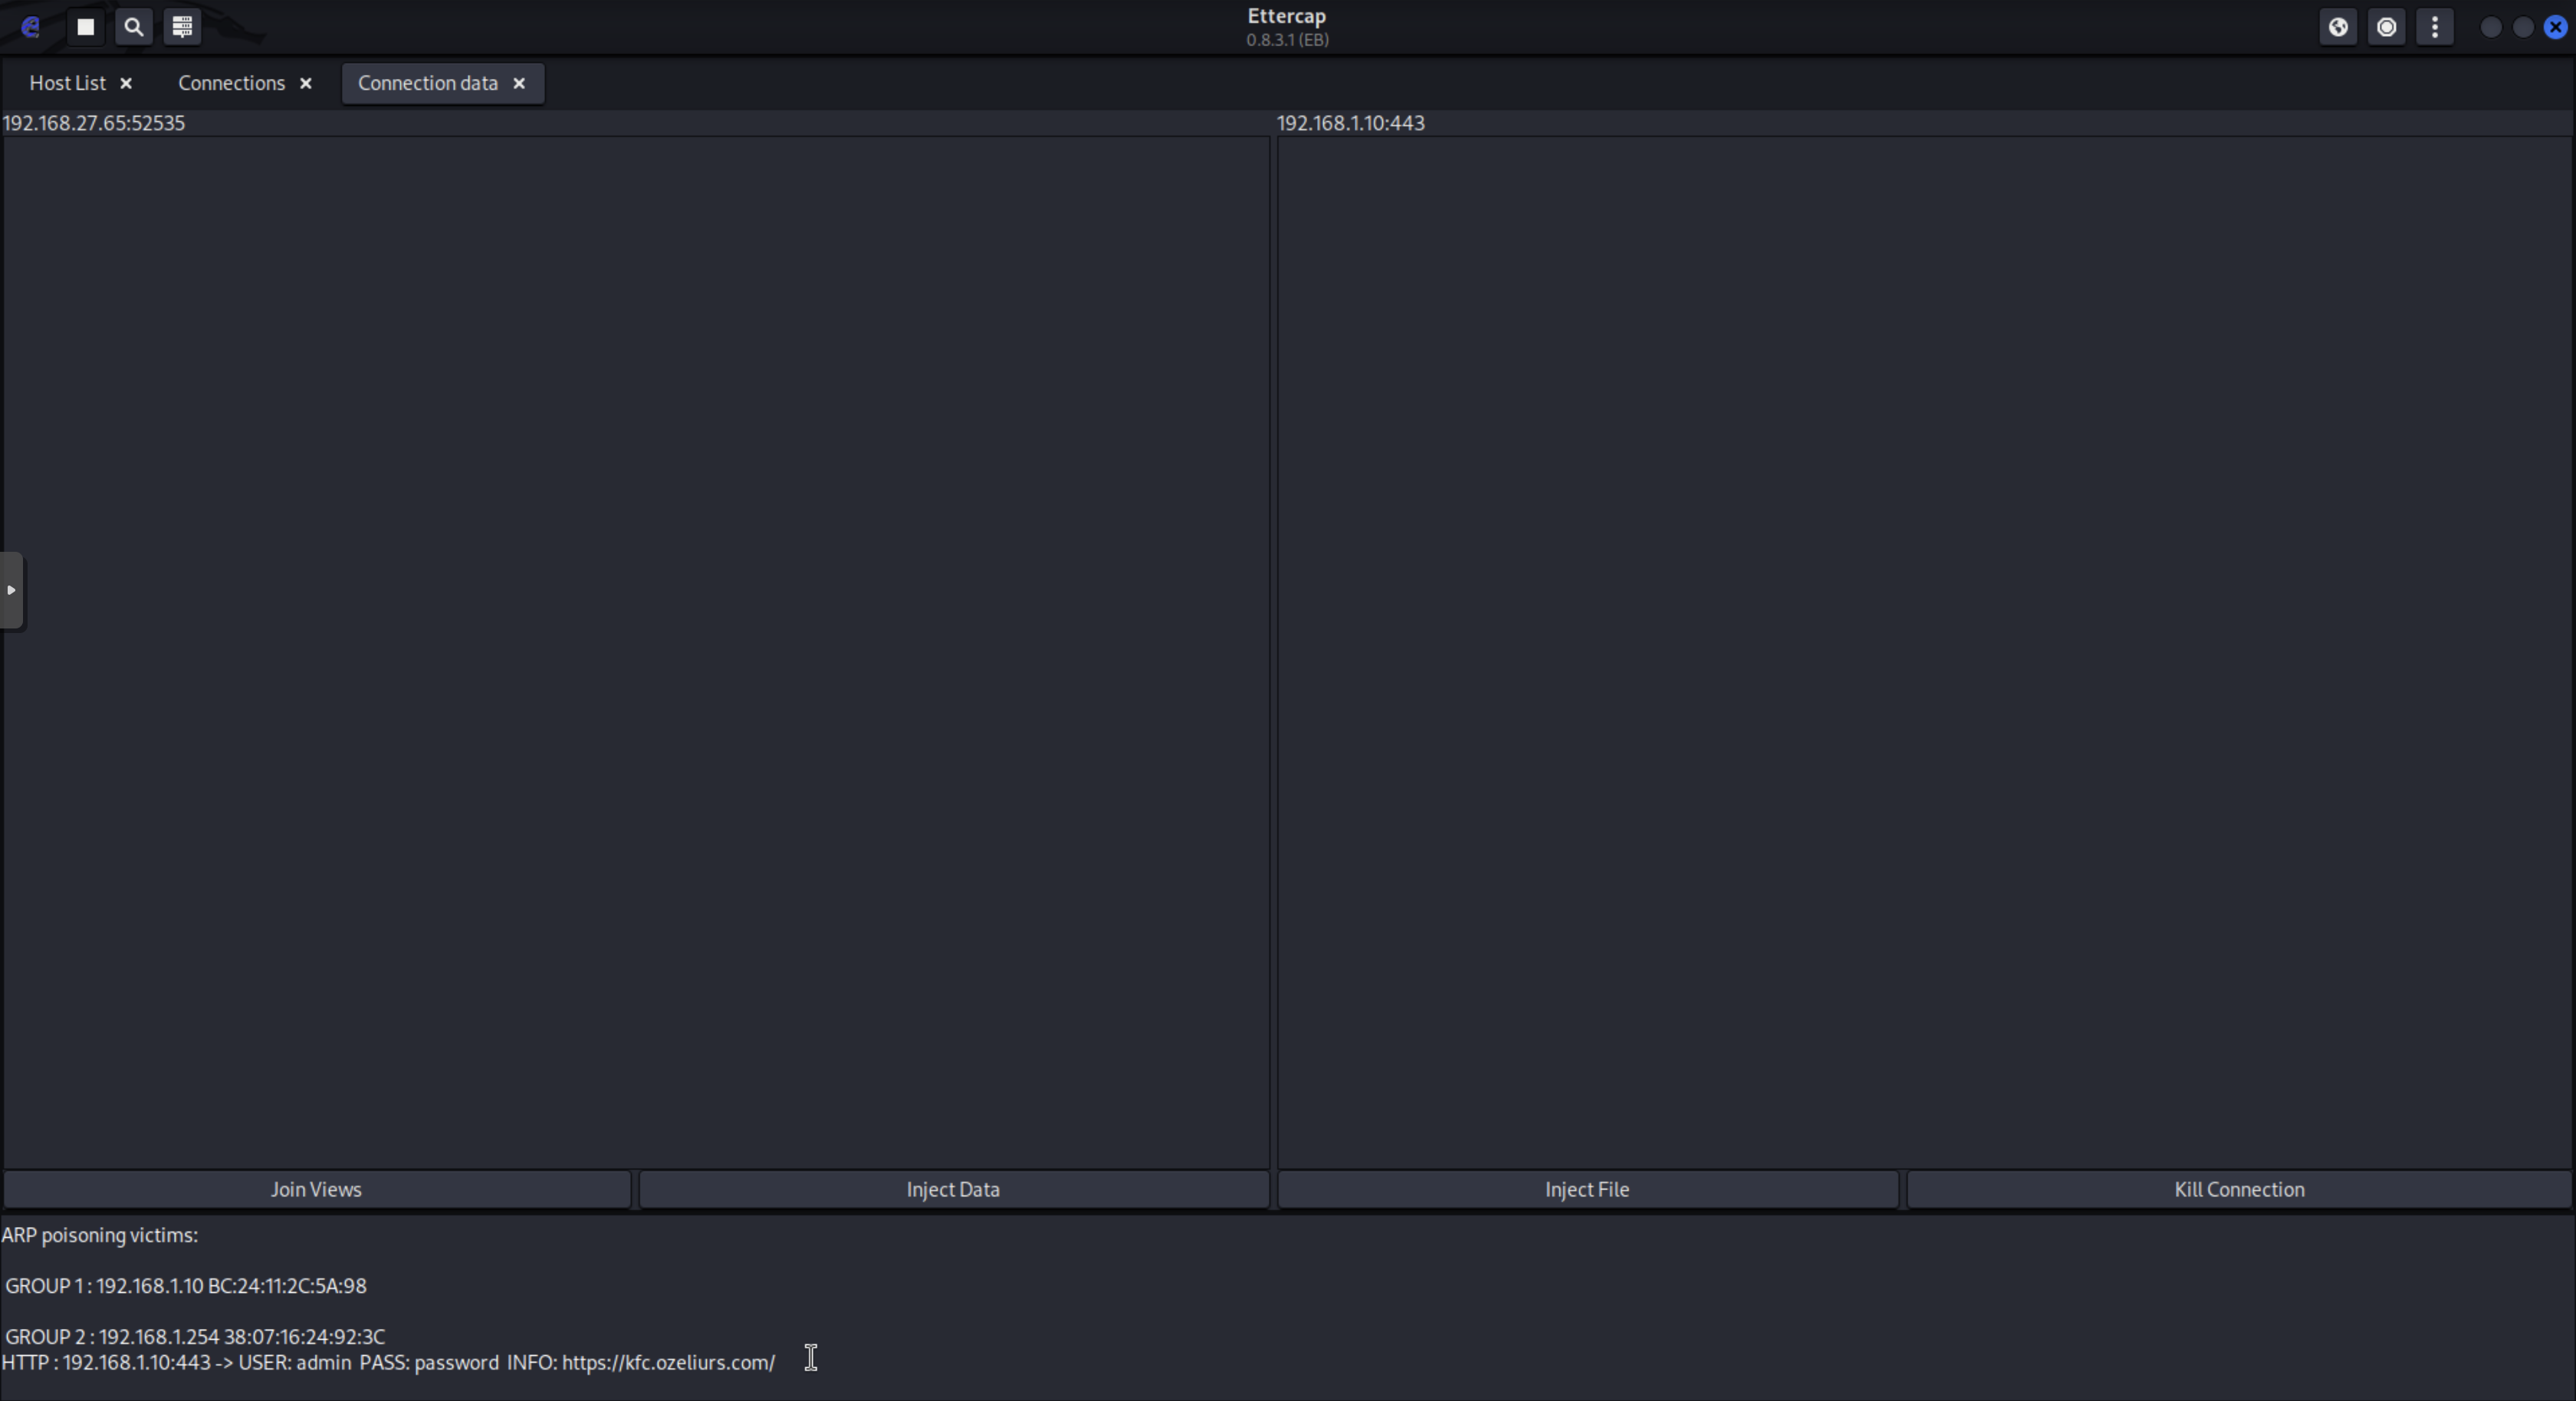 Ettercap
0.8.3.1 (EB)
Host List × Connections × Connection data ×
192.168.27.65:52535 192.168.1.10:443
Join Views Inject Data Inject File Kill Connection
ARP poisoning victims:
GROUP 1 : 192.168.1.10 BC:24:11:2C:5A:98
GROUP 2 : 192.168.1.254 38:07:16:24:92:3C
HTTP : 192.168.1.10:443 -> USER: admin PASS: password INFO: https://kfc.ozeliurs.com/